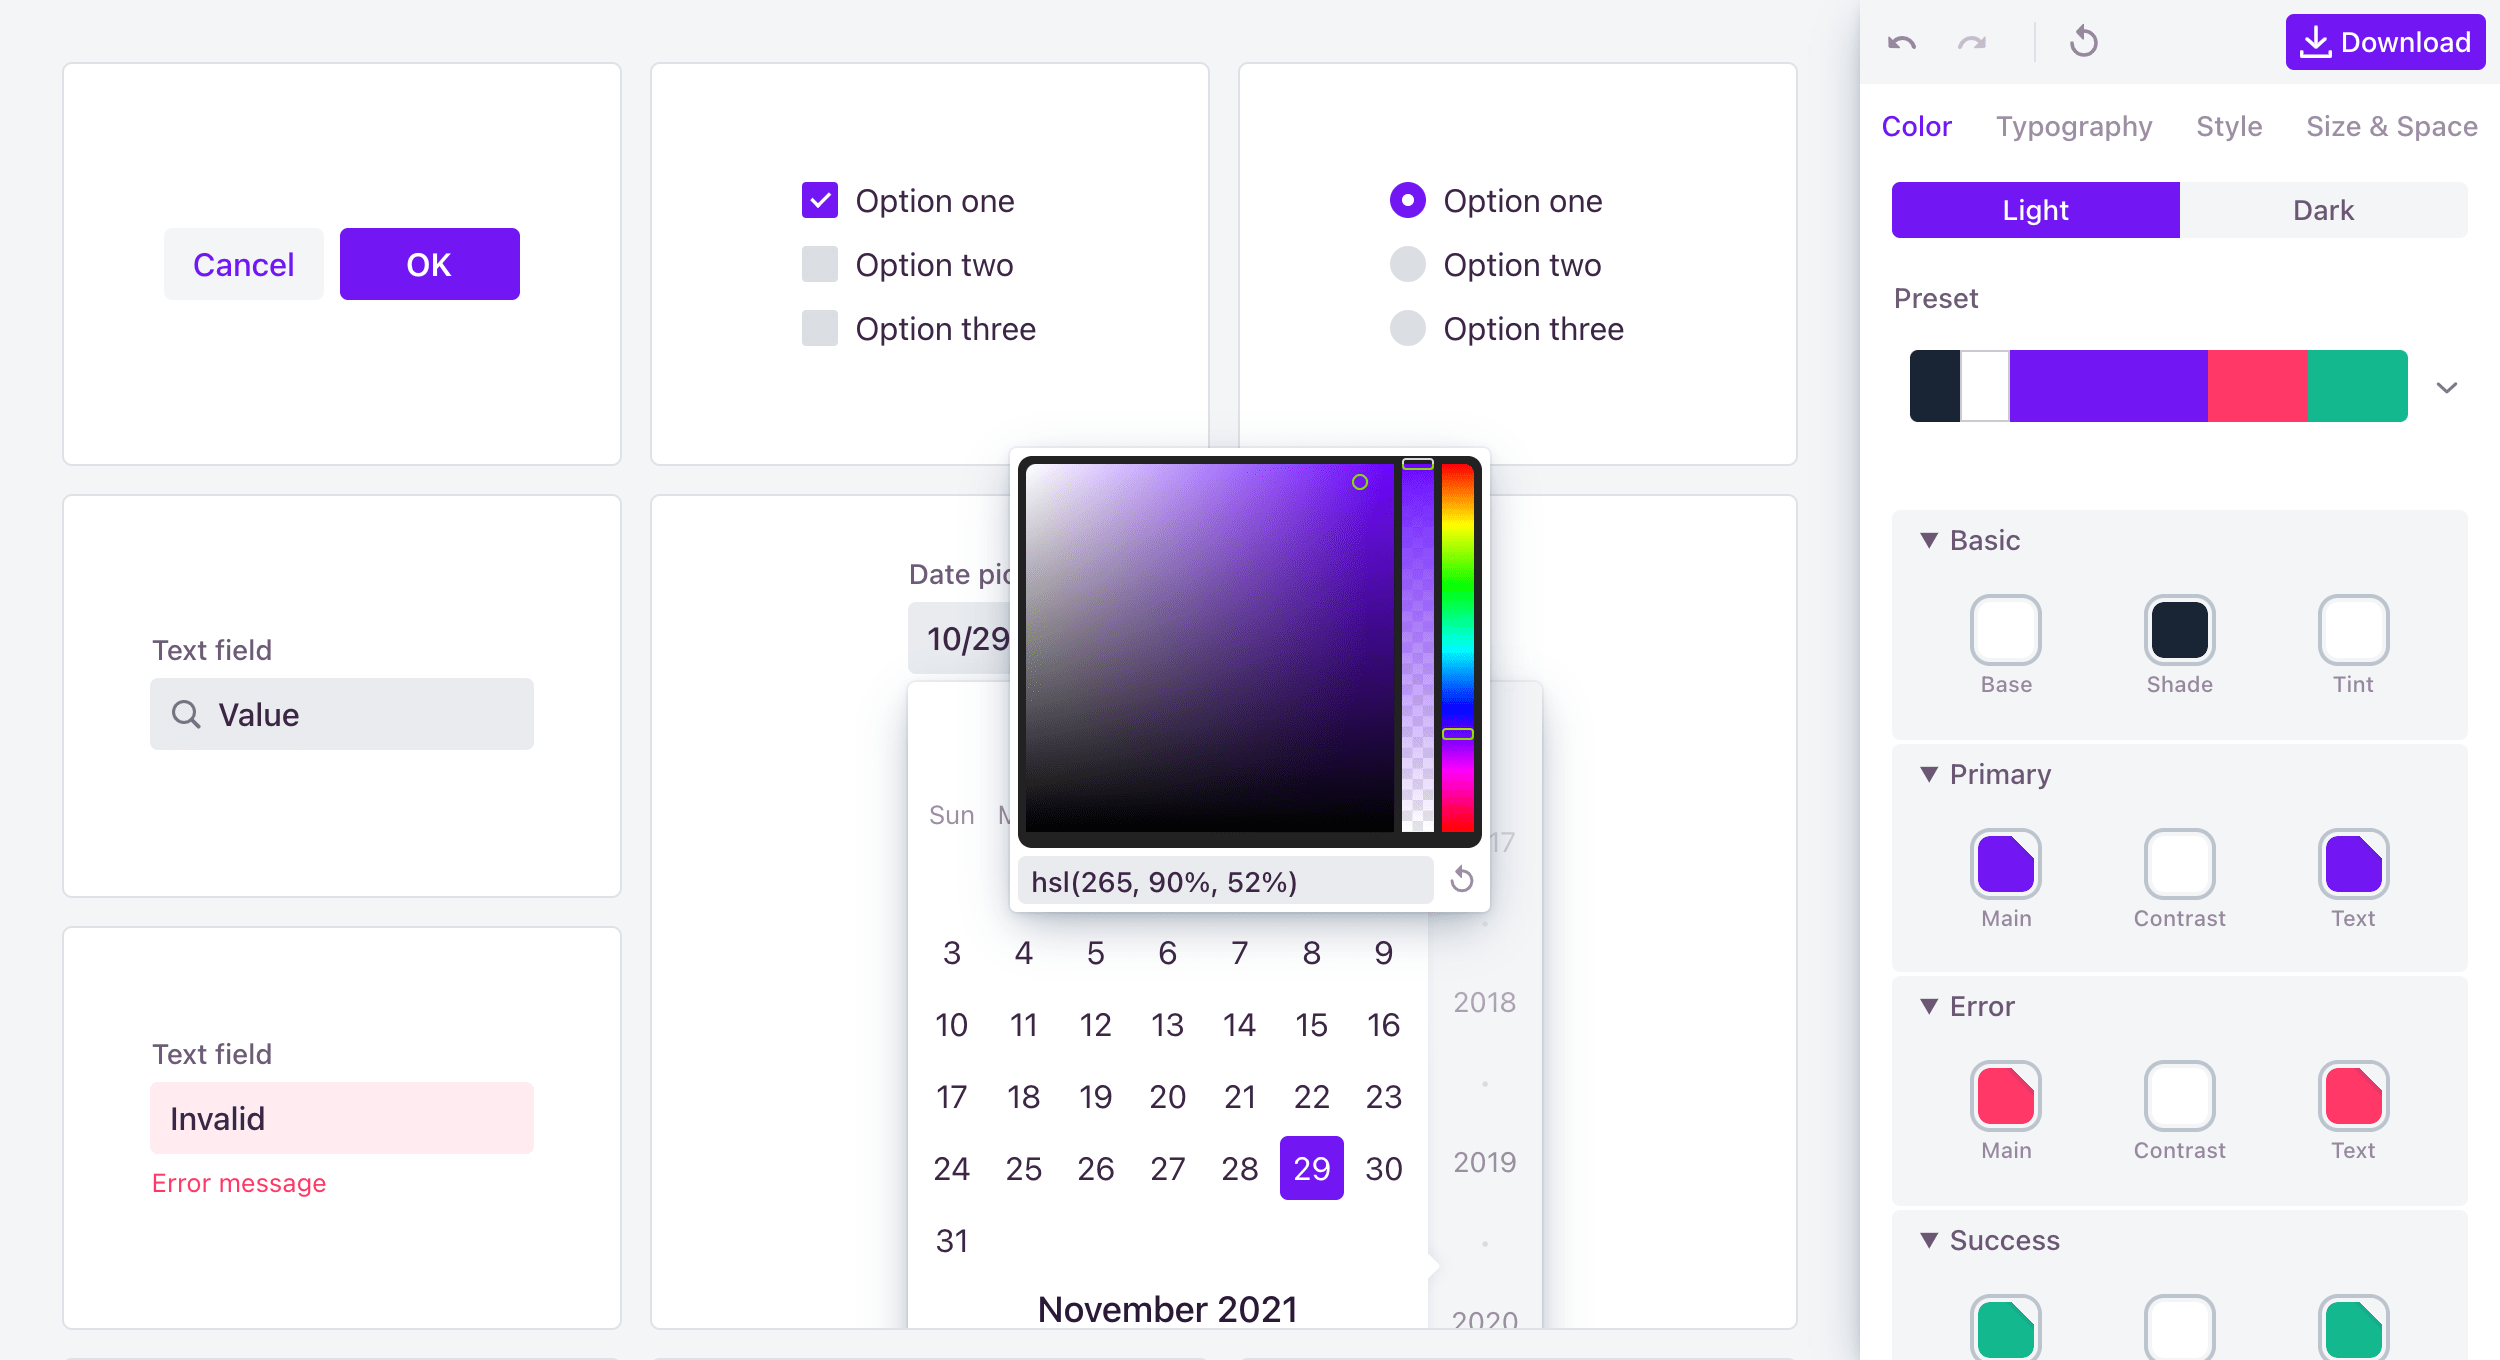 Cancel
OK
Option one
Option two
Option three
Option one
Option two
Option three
Text field
Value
Text field
Invalid
Error message
Date
10/29
Sun
hsl(265, 90%, 52%)
3 4 5 6 7 8 9
10 11 12 13 14 15 16
17 18 19 20 21 22 23
24 25 26 27 28 29 30
31
November 2021
17
2018
2019
2020
Download
Color Typography Style Size & Space
Light Dark
Preset
Basic
Base Shade Tint
Primary
Main Contrast Text
Error
Main Contrast Text
Success